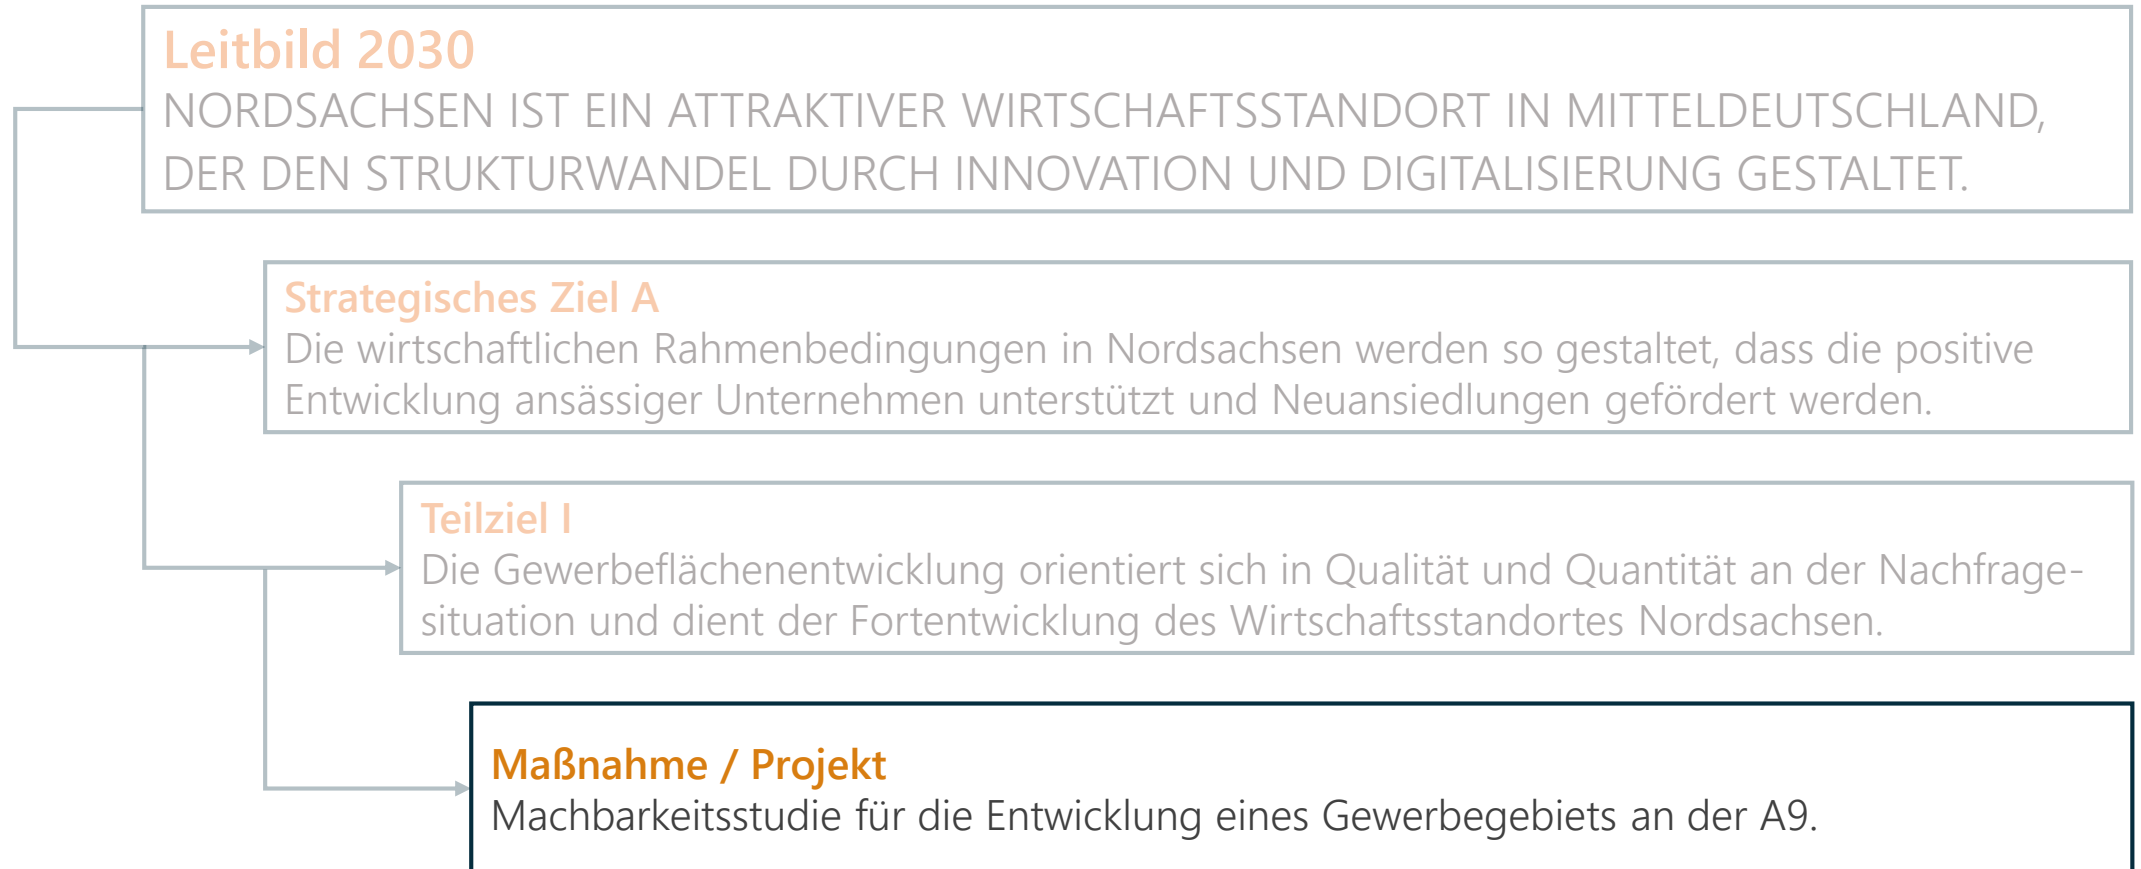 Leitbild 2030
NORDSACHSEN IST EIN ATTRAKTIVER WIRTSCHAFTSSTANDORT IN MITTELDEUTSCHLAND,
DER DEN STRUKTURWANDEL DURCH INNOVATION UND DIGITALISIERUNG GESTALTET.
Strategisches Ziel A
Die wirtschaftlichen Rahmenbedingungen in Nordsachsen werden so gestaltet, dass die positive
Entwicklung ansässiger Unternehmen unterstützt und Neuansiedlungen gefördert werden.
Teilziel I
Die Gewerbeflächenentwicklung orientiert sich in Qualität und Quantität an der Nachfrage-
situation und dient der Fortentwicklung des Wirtschaftsstandortes Nordsachsen.
Maßnahme / Projekt
Machbarkeitsstudie für die Entwicklung eines Gewerbegebiets an der A9.